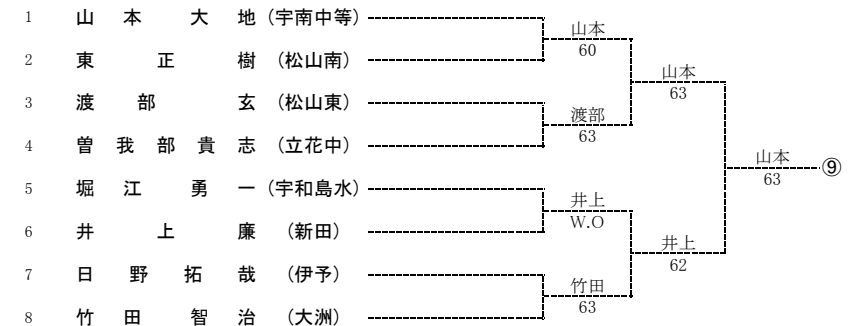 1 山本大地 (宇南中等)
山本
60
2 東正樹 (松山南)
山本
63
3 渡部玄 (松山東)
渡部
63
4 曽我部貴志 (立花中)
山本
63
⑨
5 堀江勇一 (宇和島水)
井上
W.O
6 井上廉 (新田)
井上
62
7 日野拓哉 (伊予)
竹田
63
8 竹田智治 (大洲)